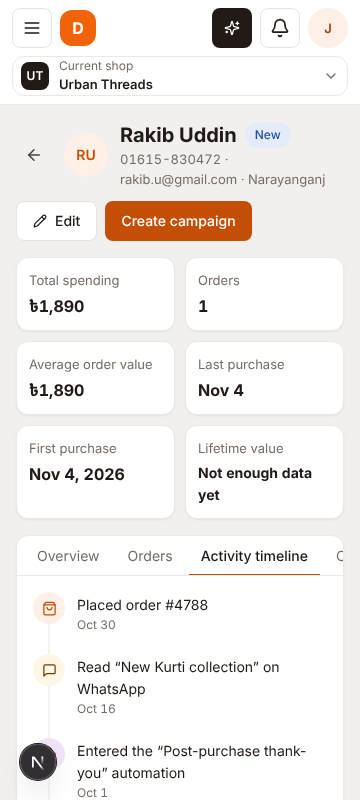 D
J
UT
Current shop
Urban Threads
RU
Rakib Uddin New
01615-830472 ·
rakib.u@gmail.com · Narayanganj
Edit
Create campaign
Total spending
৳1,890
Orders
1
Average order value
৳1,890
Last purchase
Nov 4
First purchase
Nov 4, 2026
Lifetime value
Not enough data
yet
Overview Orders Activity timeline
Placed order #4788
Oct 30
Read “New Kurti collection” on
WhatsApp
Oct 16
Entered the “Post-purchase thank-
you” automation
Oct 1
N